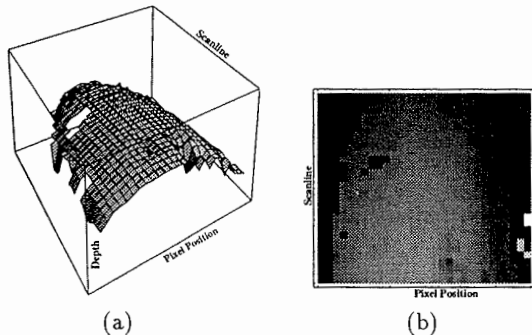 Scanline
Depth
Pixel Position
(a)
Scanline
Pixel Position
(b)